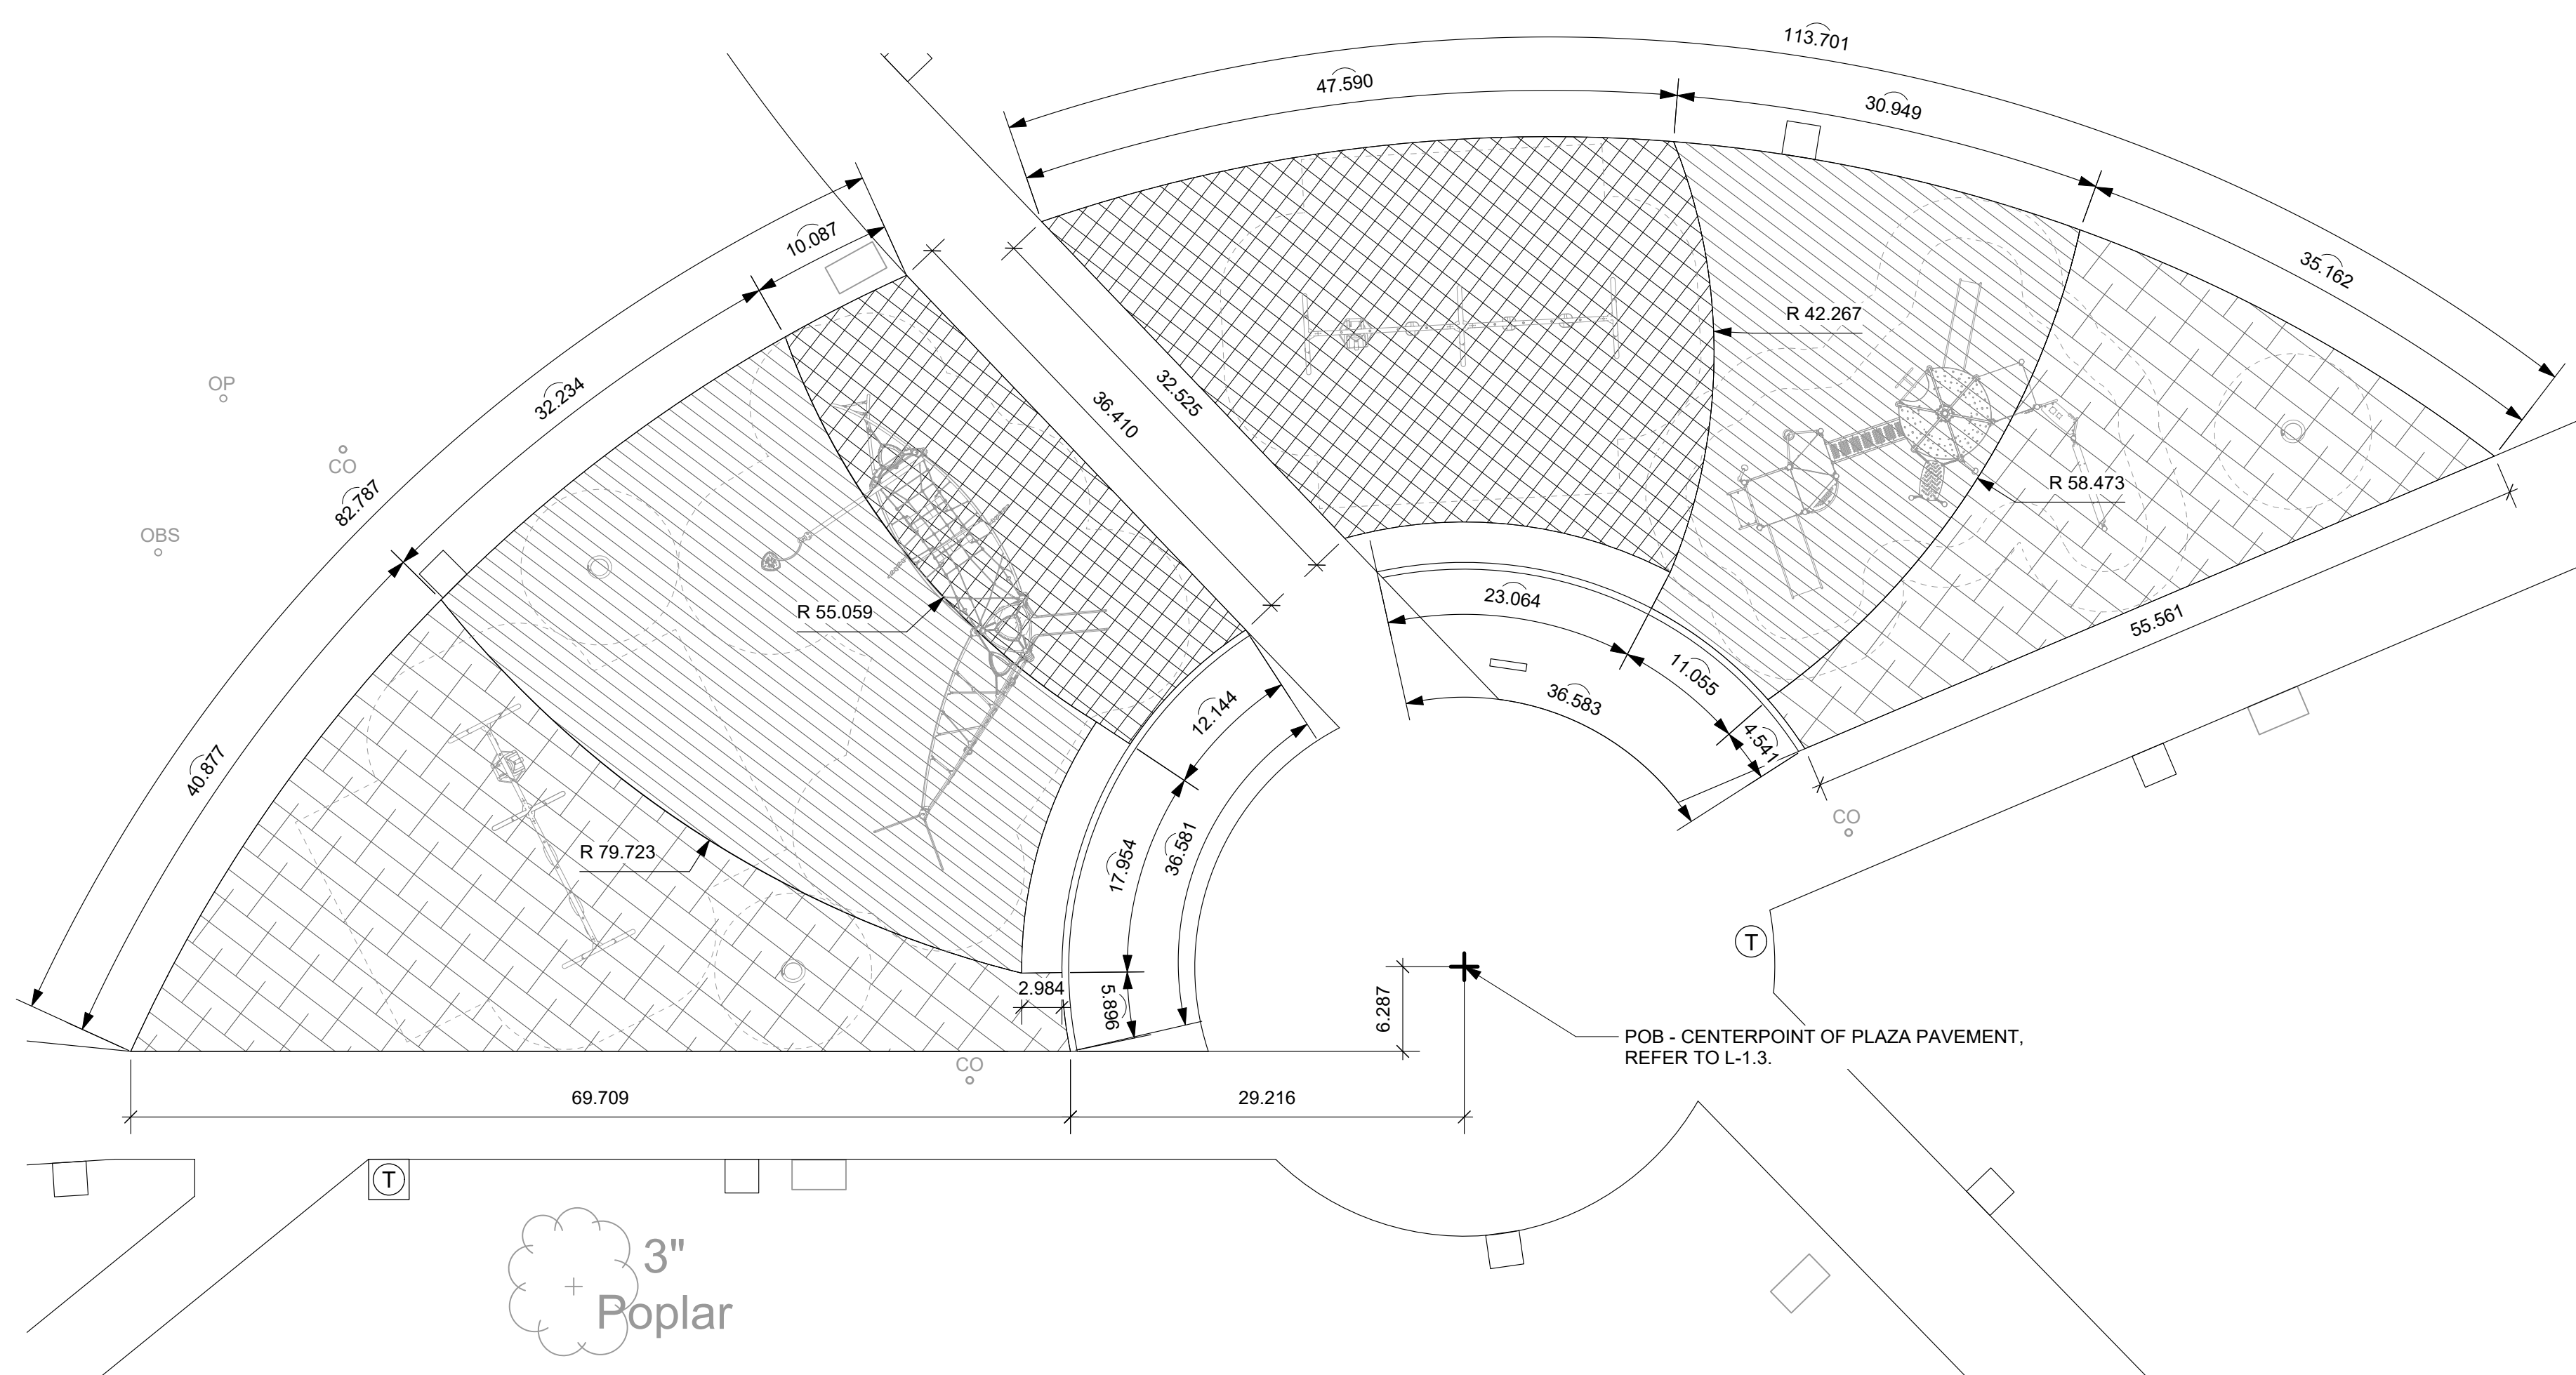 113.701
47.590
30.949
10.087
35.162
R 42.267
OP
32.234
36.410
32.525
CO
82.787
R 58.473
OBS
23.064
R 55.059
55.561
11.055
36.583
12.144
4.541
40.877
CO
R 79.723
17.954
36.581
T
2.984
5.896
6.287
POB - CENTERPOINT OF PLAZA PAVEMENT,
REFER TO L-1.3.
CO
69.709
29.216
T
3"
Poplar